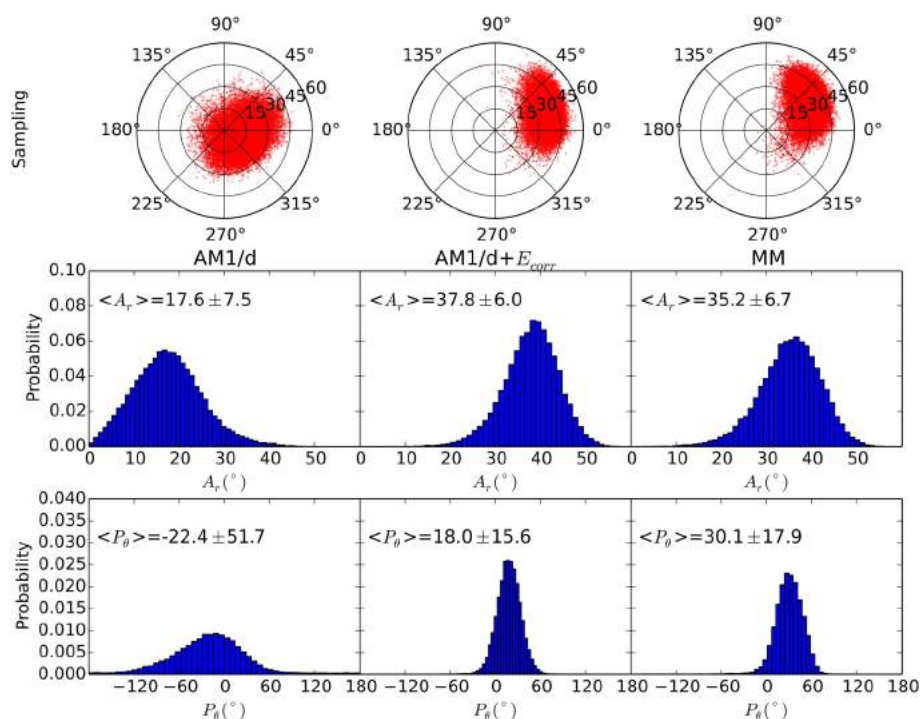 90° 90° 90°
135° 45° 135° 45° 135° 45°
15 30 45 60 15 30 45 60 15 30 45 60
Sampling
180° 0° 180° 0° 180° 0°
225° 315° 225° 315° 225° 315°
270° 270° 270°
AM1/d AM1/d+E_corr MM
0.10
<A_r>=17.6±7.5 <A_r>=37.8±6.0 <A_r>=35.2±6.7
0.08
0.06
Probability
0.04
0.02
0.00
0 10 20 30 40 50 0 10 20 30 40 50 0 10 20 30 40 50
A_r(°) A_r(°) A_r(°)
0.040
0.035
<P_θ>=-22.4±51.7 <P_θ>=18.0±15.6 <P_θ>=30.1±17.9
0.030
0.025
Probability
0.020
0.015
0.010
0.005
0.000
−120 −60 0 60 120 180 −120 −60 0 60 120 180 −120 −60 0 60 120 180
P_θ(°) P_θ(°) P_θ(°)